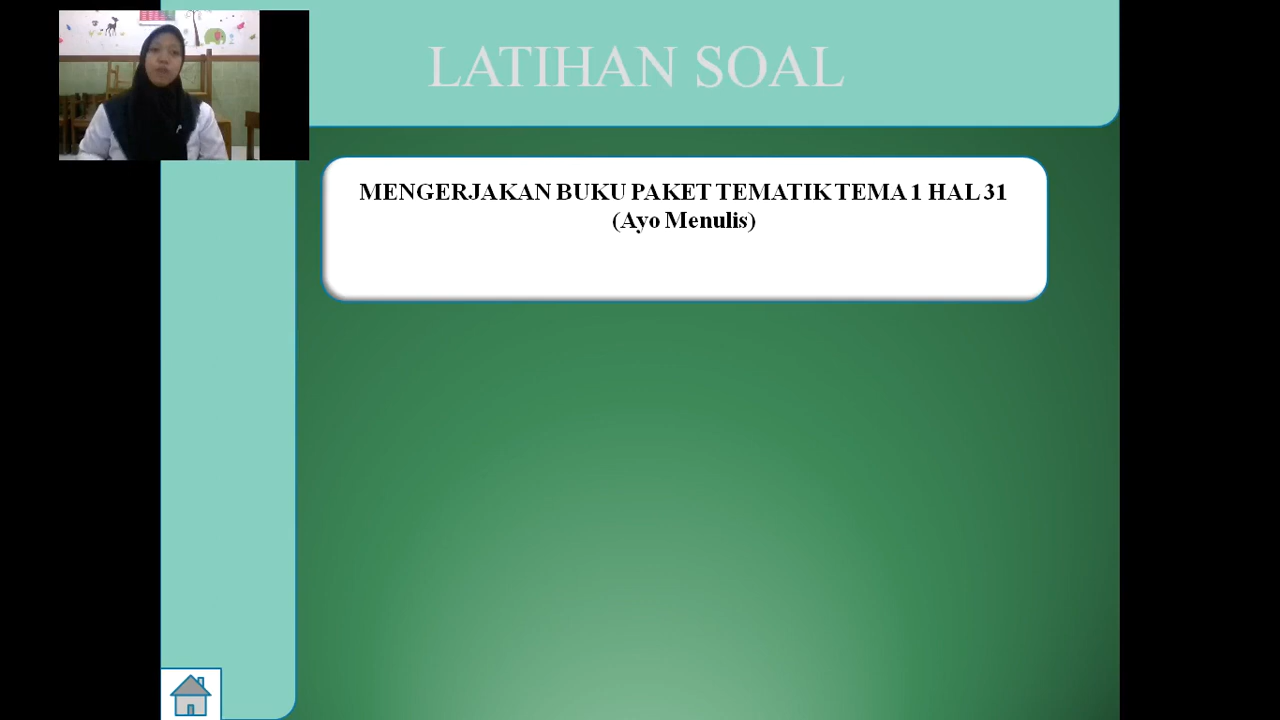 LATIHAN SOAL
MENGERJAKAN BUKU PAKET TEMATIK TEMA 1 HAL 31
(Ayo Menulis)